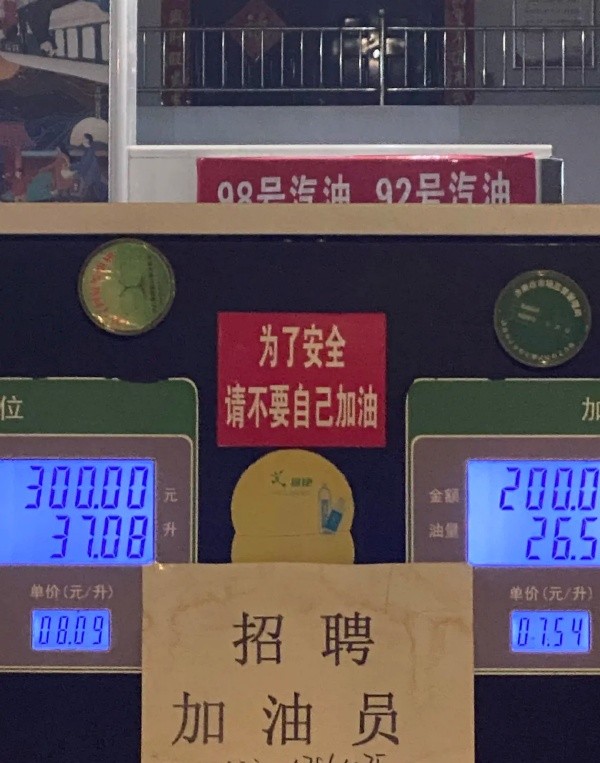 98号汽油 92号汽油
为了安全
请不要自己加油
位
300.00 元
37.08 升
单价(元/升)
08.09
加
金额 200.0
油量 26.5
单价(元/升)
07.54
招聘
加油员